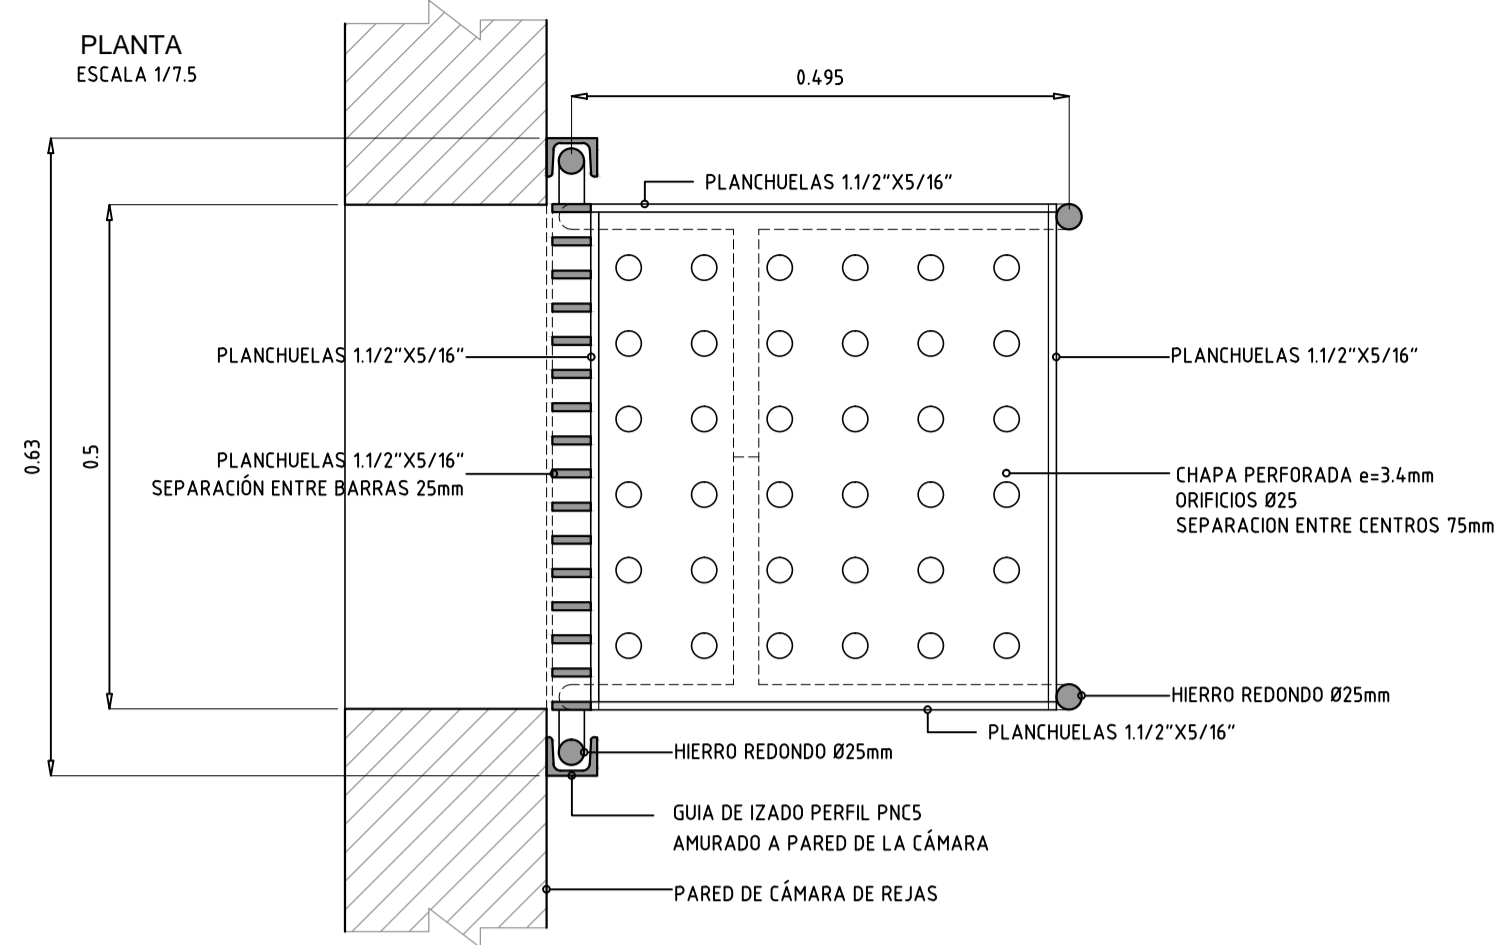 PLANTA
ESCALA 1/7.5
0.495
PLANCHUELAS 1.1/2"X5/16"
PLANCHUELAS 1.1/2"X5/16"
PLANCHUELAS 1.1/2"X5/16"
0.63
0.5
PLANCHUELAS 1.1/2"X5/16"
SEPARACIÓN ENTRE BARRAS 25mm
CHAPA PERFORADA e=3.4mm
ORIFICIOS Ø25
SEPARACION ENTRE CENTROS 75mm
HIERRO REDONDO Ø25mm
PLANCHUELAS 1.1/2"X5/16"
HIERRO REDONDO Ø25mm
GUIA DE IZADO PERFIL PNC5
AMURADO A PARED DE LA CÁMARA
PARED DE CÁMARA DE REJAS